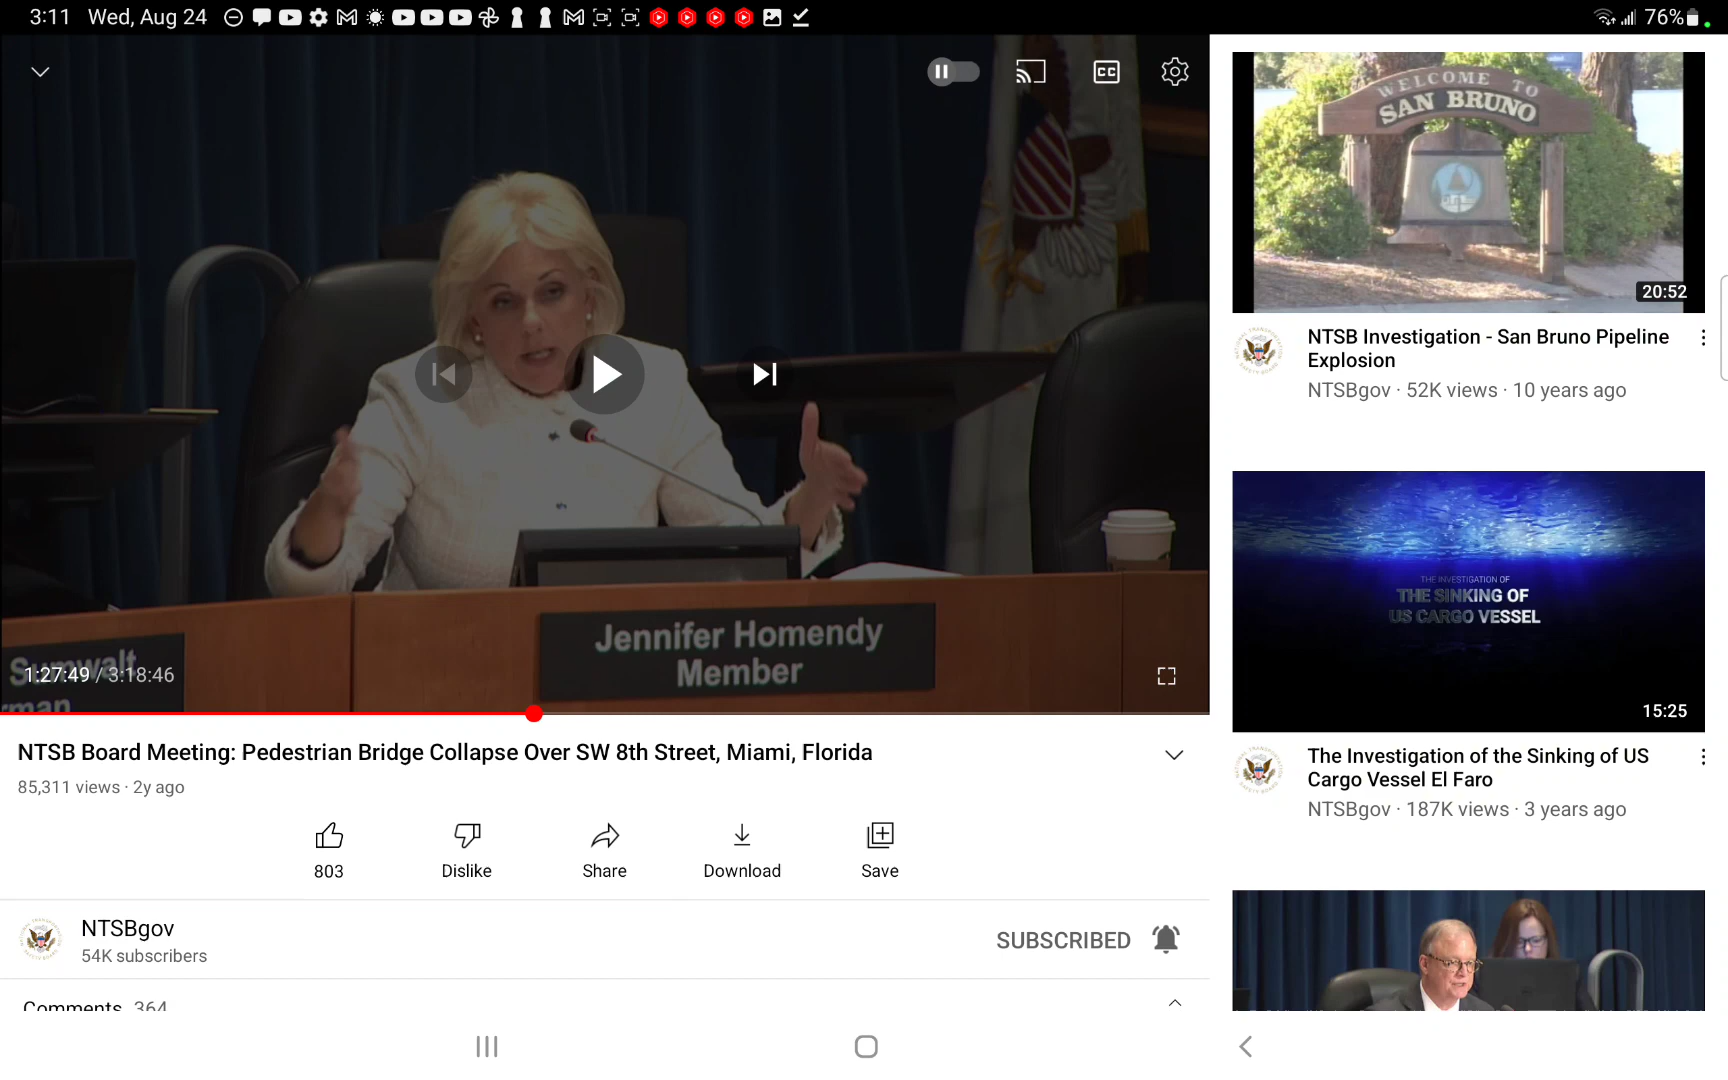 3:11 Wed, Aug 24
76%
WELCOME TO
SAN BRUNO
20:52
NTSB Investigation - San Bruno Pipeline
Explosion
NTSBgov · 52K views · 10 years ago
Jennifer Homendy
Member
Sumwalt
rman
1:27:49 / 3:18:46
THE INVESTIGATION OF
THE SINKING OF
US CARGO VESSEL
15:25
The Investigation of the Sinking of US
Cargo Vessel El Faro
NTSBgov · 187K views · 3 years ago
NTSB Board Meeting: Pedestrian Bridge Collapse Over SW 8th Street, Miami, Florida
85,311 views · 2y ago
803
Dislike
Share
Download
Save
NTSBgov
54K subscribers
SUBSCRIBED
Comments 364